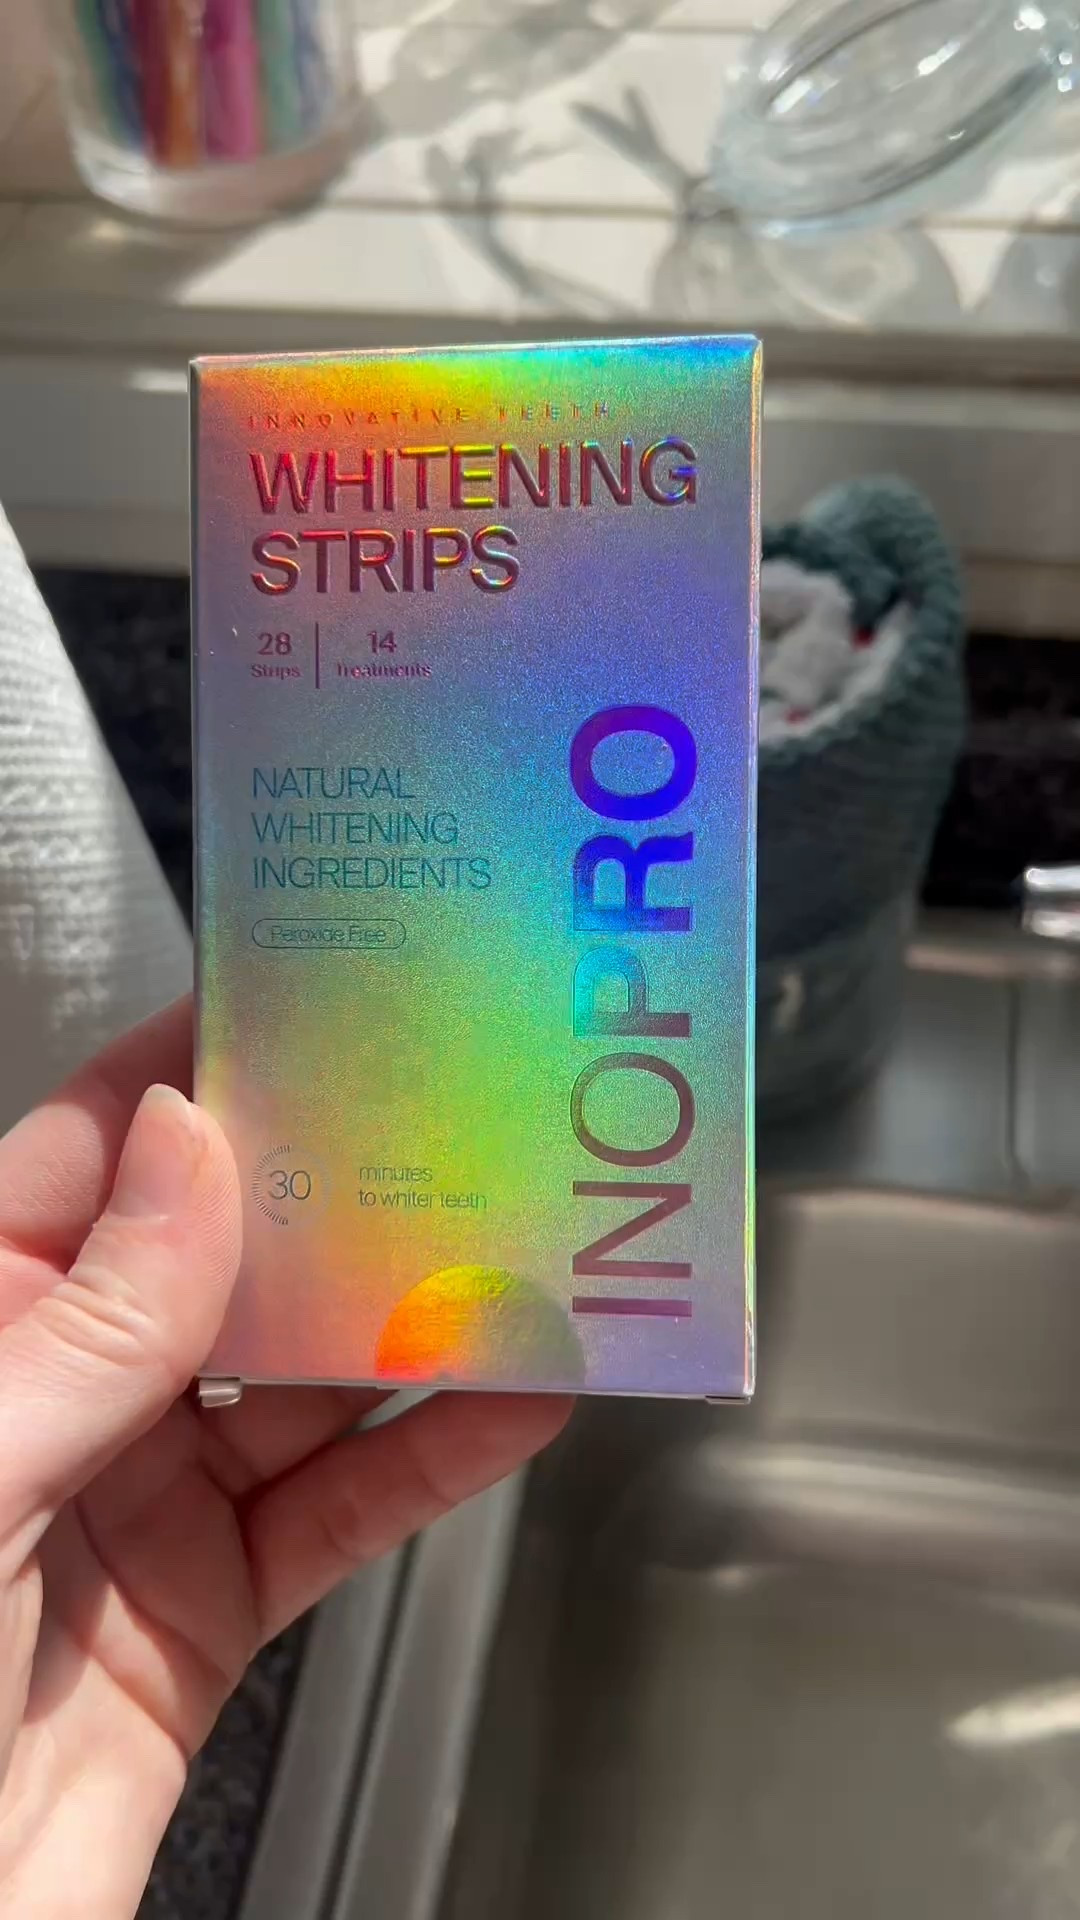 INNOVATIVE TEETH
WHITENING
STRIPS
28
Strips
14
Treatments
NATURAL
WHITENING
INGREDIENTS
Peroxide Free
30
minutes
to whiter teeth
INOPRO